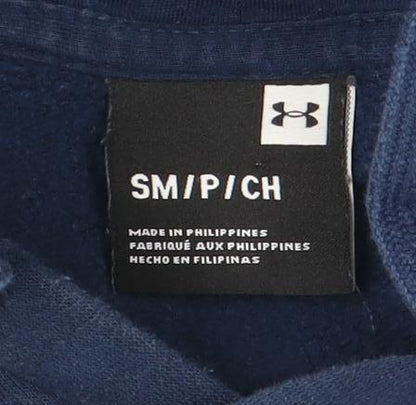 SM/P/CH
MADE IN PHILIPPINES
FABRIQUÉ AUX PHILIPPINES
HECHO EN FILIPINAS